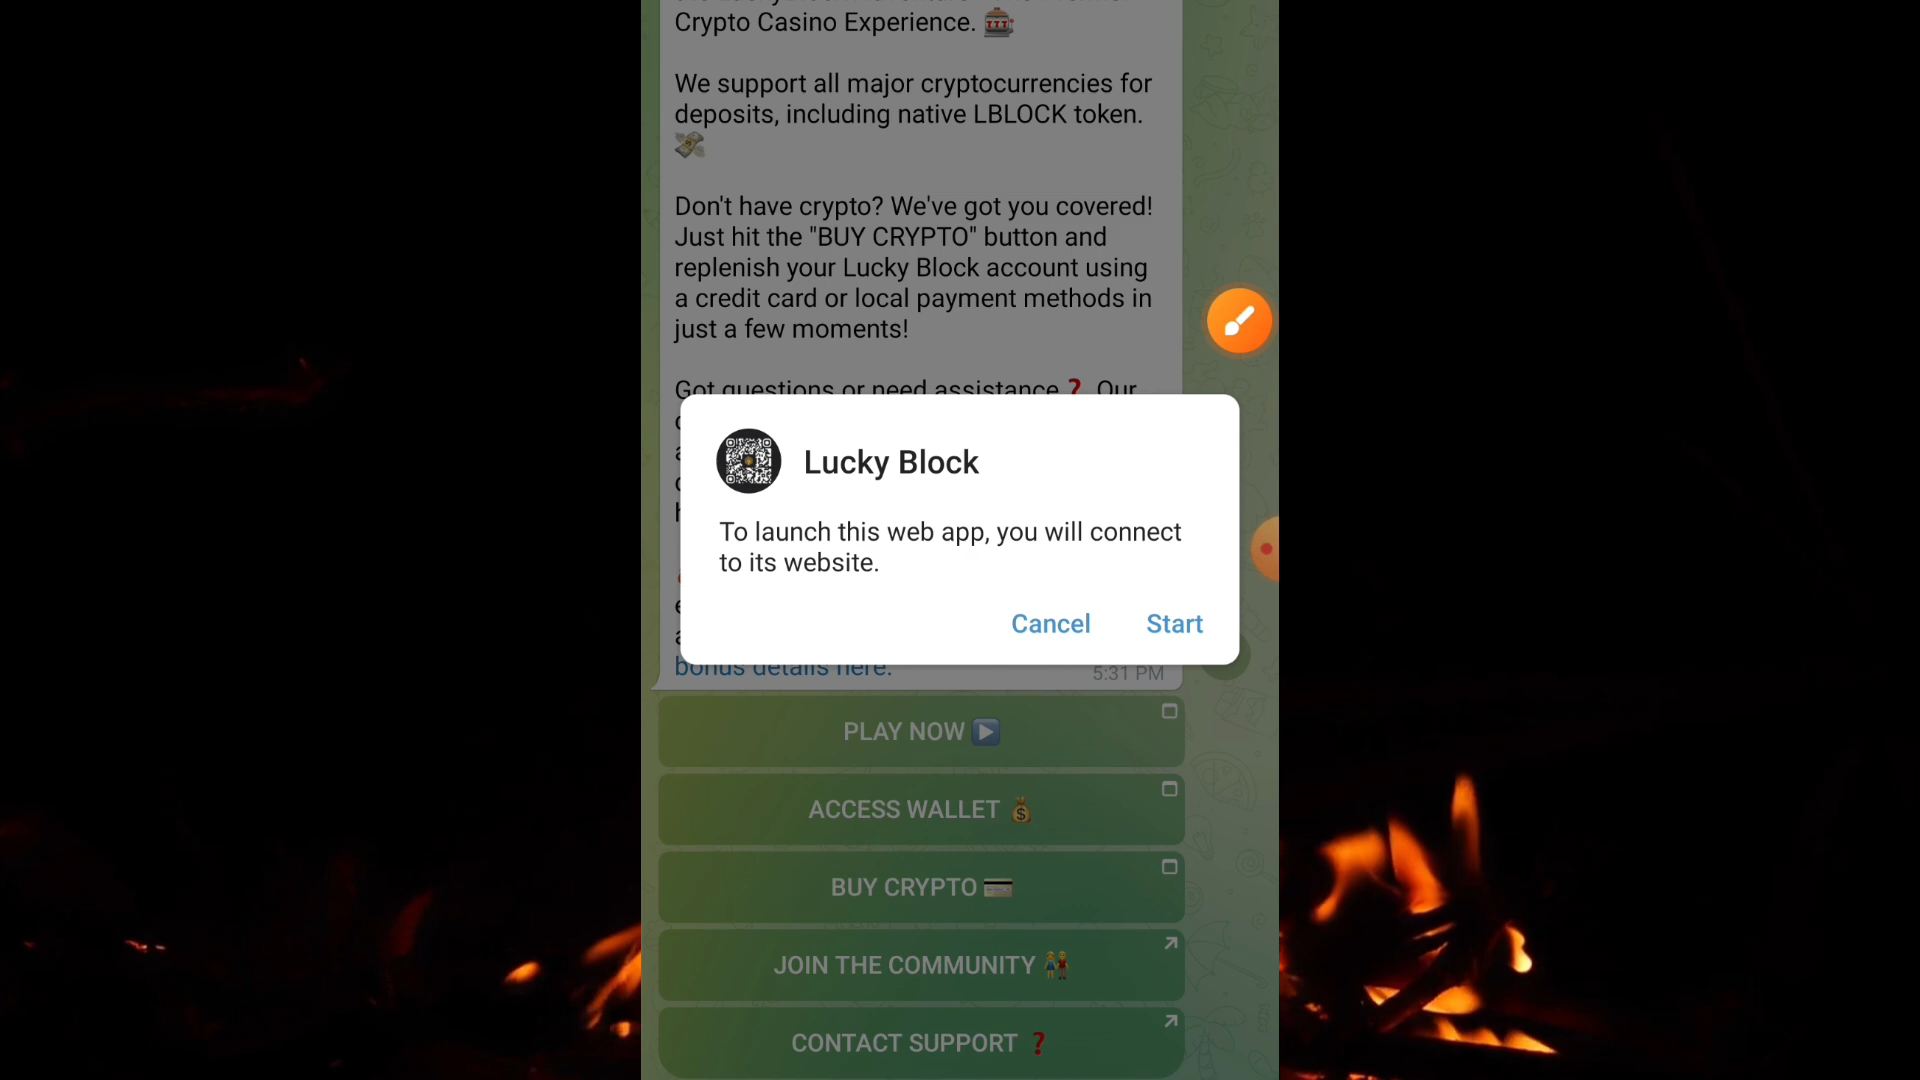 Crypto Casino Experience.
We support all major cryptocurrencies for
deposits, including native LBLOCK token.
Don't have crypto? We've got you covered!
Just hit the "BUY CRYPTO" button and
replenish your Lucky Block account using
a credit card or local payment methods in
just a few moments!
Got questions or need assistance❓ Our
Lucky Block
To launch this web app, you will connect
to its website.
Cancel
Start
bonus details here.
5:31 PM
PLAY NOW
ACCESS WALLET
BUY CRYPTO
JOIN THE COMMUNITY
CONTACT SUPPORT ❓